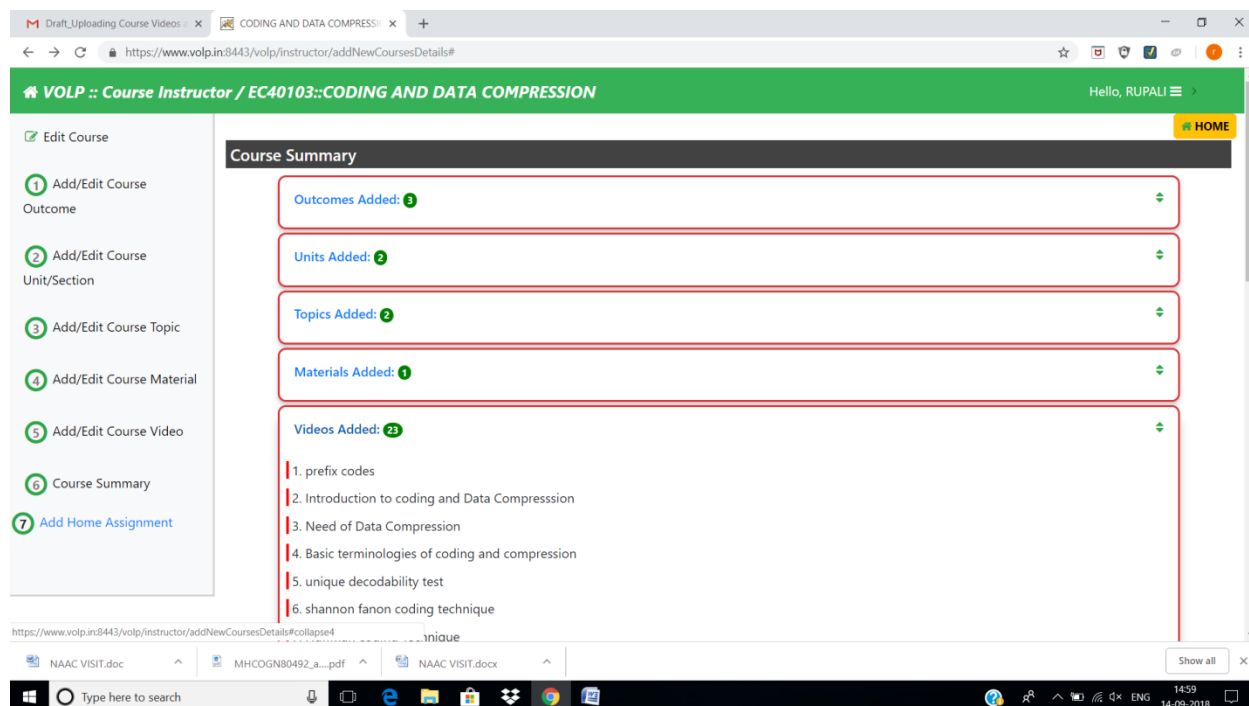 Draft_Uploading Course Videos
CODING AND DATA COMPRESSI
https://www.volp.in:8443/volp/instructor/addNewCoursesDetails#
VOLP :: Course Instructor / EC40103::CODING AND DATA COMPRESSION
Hello, RUPALI
HOME
Edit Course
1 Add/Edit Course
Outcome
2 Add/Edit Course
Unit/Section
3 Add/Edit Course Topic
4 Add/Edit Course Material
5 Add/Edit Course Video
6 Course Summary
7 Add Home Assignment
Course Summary
Outcomes Added: 3
Units Added: 2
Topics Added: 2
Materials Added: 1
Videos Added: 23
1. prefix codes
2. Introduction to coding and Data Compresssion
3. Need of Data Compression
4. Basic terminologies of coding and compression
5. unique decodability test
6. shannon fanon coding technique
https://www.volp.in:8443/volp/instructor/addNewCoursesDetails#collapse4
NAAC VISIT.doc
MHCOGN80492_a....pdf
NAAC VISIT.docx
Show all
Type here to search
ENG
14:59
14-09-2018